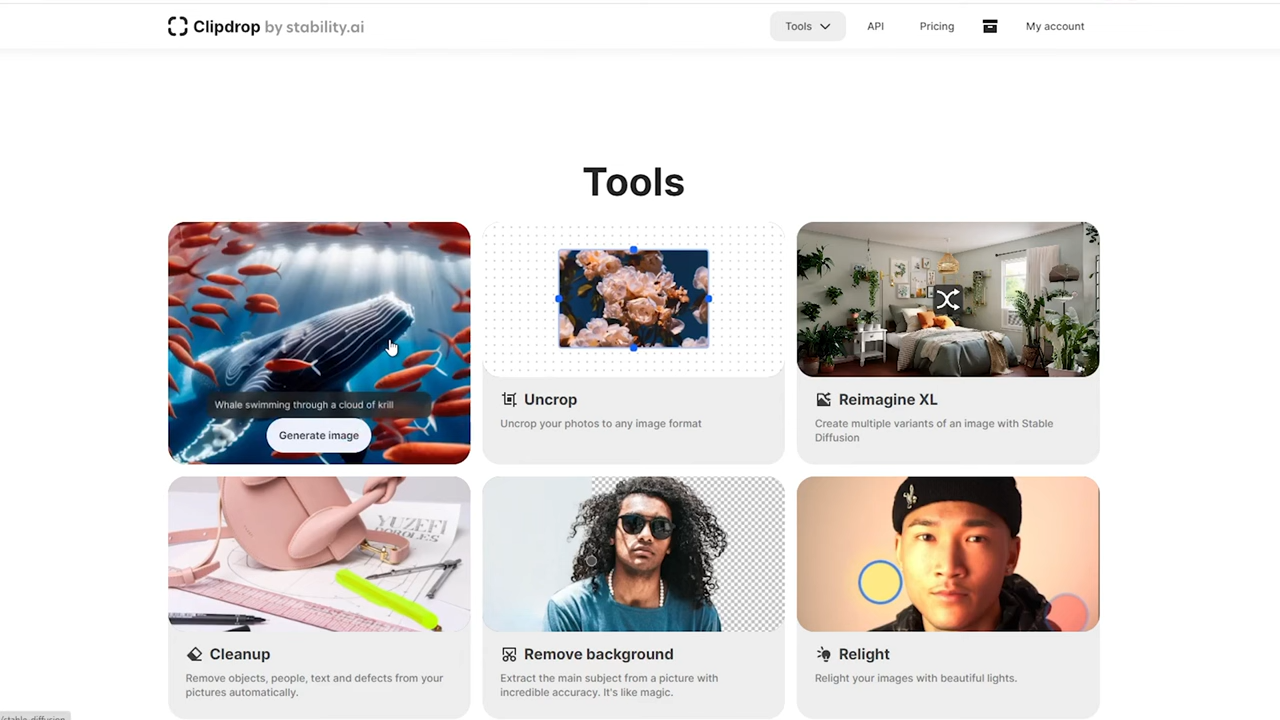 Clipdrop by stability.ai
Tools
API
Pricing
My account
Tools
Whale swimming through a cloud of krill
Generate image
Uncrop
Uncrop your photos to any image format
Reimagine XL
Create multiple variants of an image with Stable
Diffusion
YUZEFI
Cleanup
Remove objects, people, text and defects from your
pictures automatically.
Remove background
Extract the main subject from a picture with
incredible accuracy. It's like magic.
Relight
Relight your images with beautiful lights.